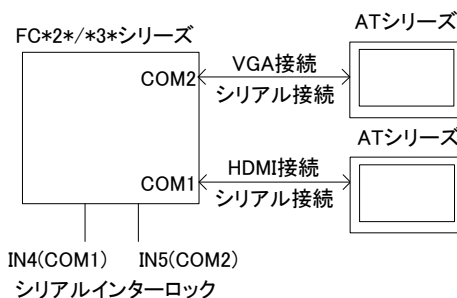 FC*2*/*3*シリーズ
ATシリーズ
COM2
VGA接続
シリアル接続
ATシリーズ
COM1
HDMI接続
シリアル接続
IN4(COM1)
IN5(COM2)
シリアルインターロック